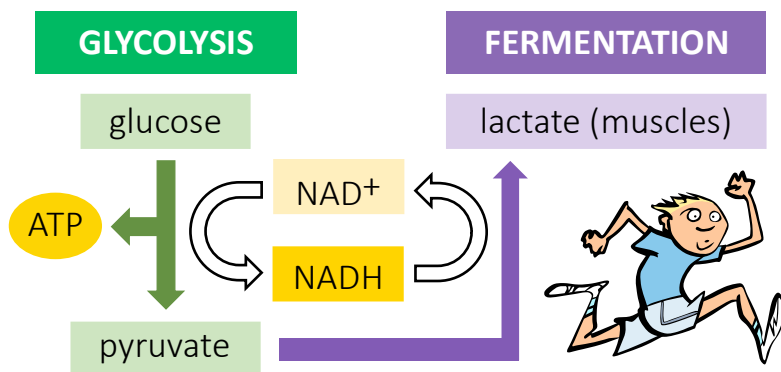 GLYCOLYSIS
FERMENTATION
glucose
lactate (muscles)
NAD⁺
ATP
NADH
pyruvate